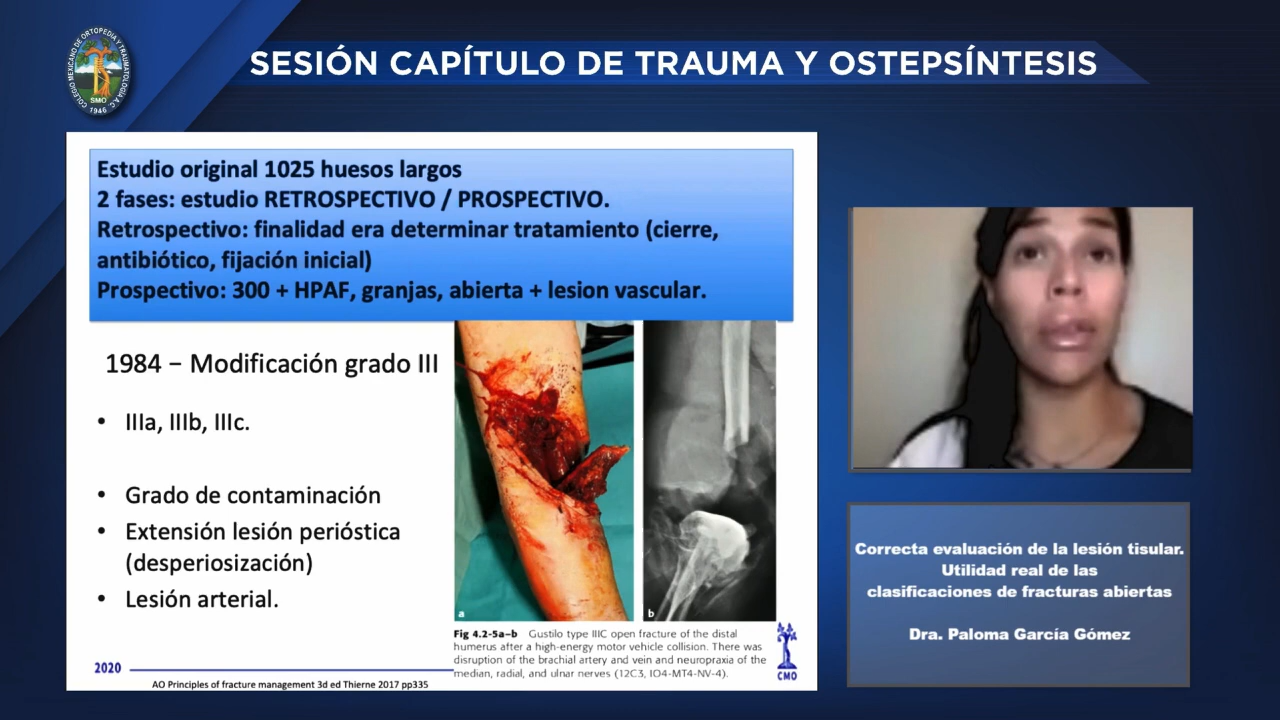 SESIÓN CAPÍTULO DE TRAUMA Y OSTEPSÍNTESIS
COLEGIO MEXICANO DE ORTOPEDIA Y TRAUMATOLOGÍA A.C.
SMO
1946
Estudio original 1025 huesos largos
2 fases: estudio RETROSPECTIVO / PROSPECTIVO.
Retrospectivo: finalidad era determinar tratamiento (cierre,
antibiótico, fijación inicial)
Prospectivo: 300 + HPAF, granjas, abierta + lesion vascular.
1984 – Modificación grado III
• IIIa, IIIb, IIIc.
• Grado de contaminación
• Extensión lesión perióstica
(desperiosización)
• Lesión arterial.
a
b
Fig 4.2-5a–b Gustilo type IIIC open fracture of the distal
humerus after a high-energy motor vehicle collision. There was
disruption of the brachial artery and vein and neuropraxia of the
median, radial, and ulnar nerves (12C3, IO4-MT4-NV-4).
CMO
2020
AO Principles of fracture management 3d ed Thierne 2017 pp335
Correcta evaluación de la lesión tisular.
Utilidad real de las
clasificaciones de fracturas abiertas
Dra. Paloma García Gómez